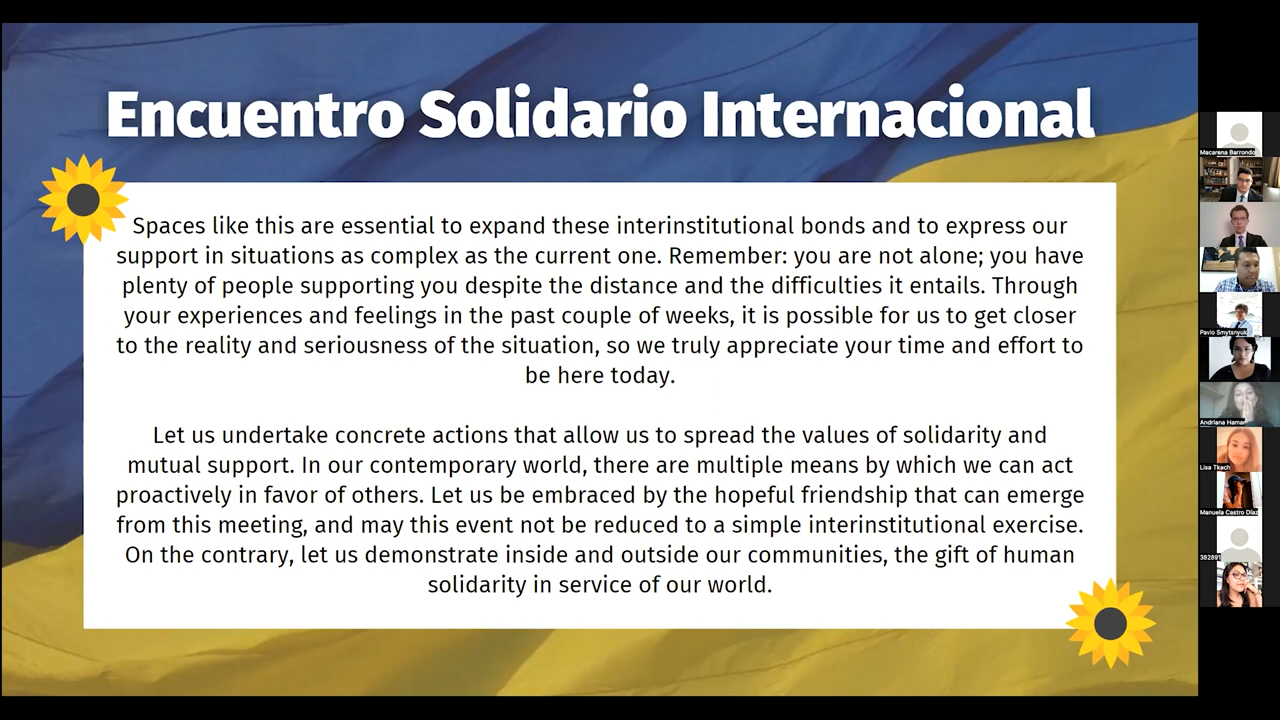 Encuentro Solidario Internacional
Spaces like this are essential to expand these interinstitutional bonds and to express our
support in situations as complex as the current one. Remember: you are not alone; you have
plenty of people supporting you despite the distance and the difficulties it entails. Through
your experiences and feelings in the past couple of weeks, it is possible for us to get closer
to the reality and seriousness of the situation, so we truly appreciate your time and effort to
be here today.
Let us undertake concrete actions that allow us to spread the values of solidarity and
mutual support. In our contemporary world, there are multiple means by which we can act
proactively in favor of others. Let us be embraced by the hopeful friendship that can emerge
from this meeting, and may this event not be reduced to a simple interinstitutional exercise.
On the contrary, let us demonstrate inside and outside our communities, the gift of human
solidarity in service of our world.
Macarena Barrondo
Pavlo Smytsnyuk
Andriana Hamar
Lisa Tkach
Manuela Castro Díaz
382891